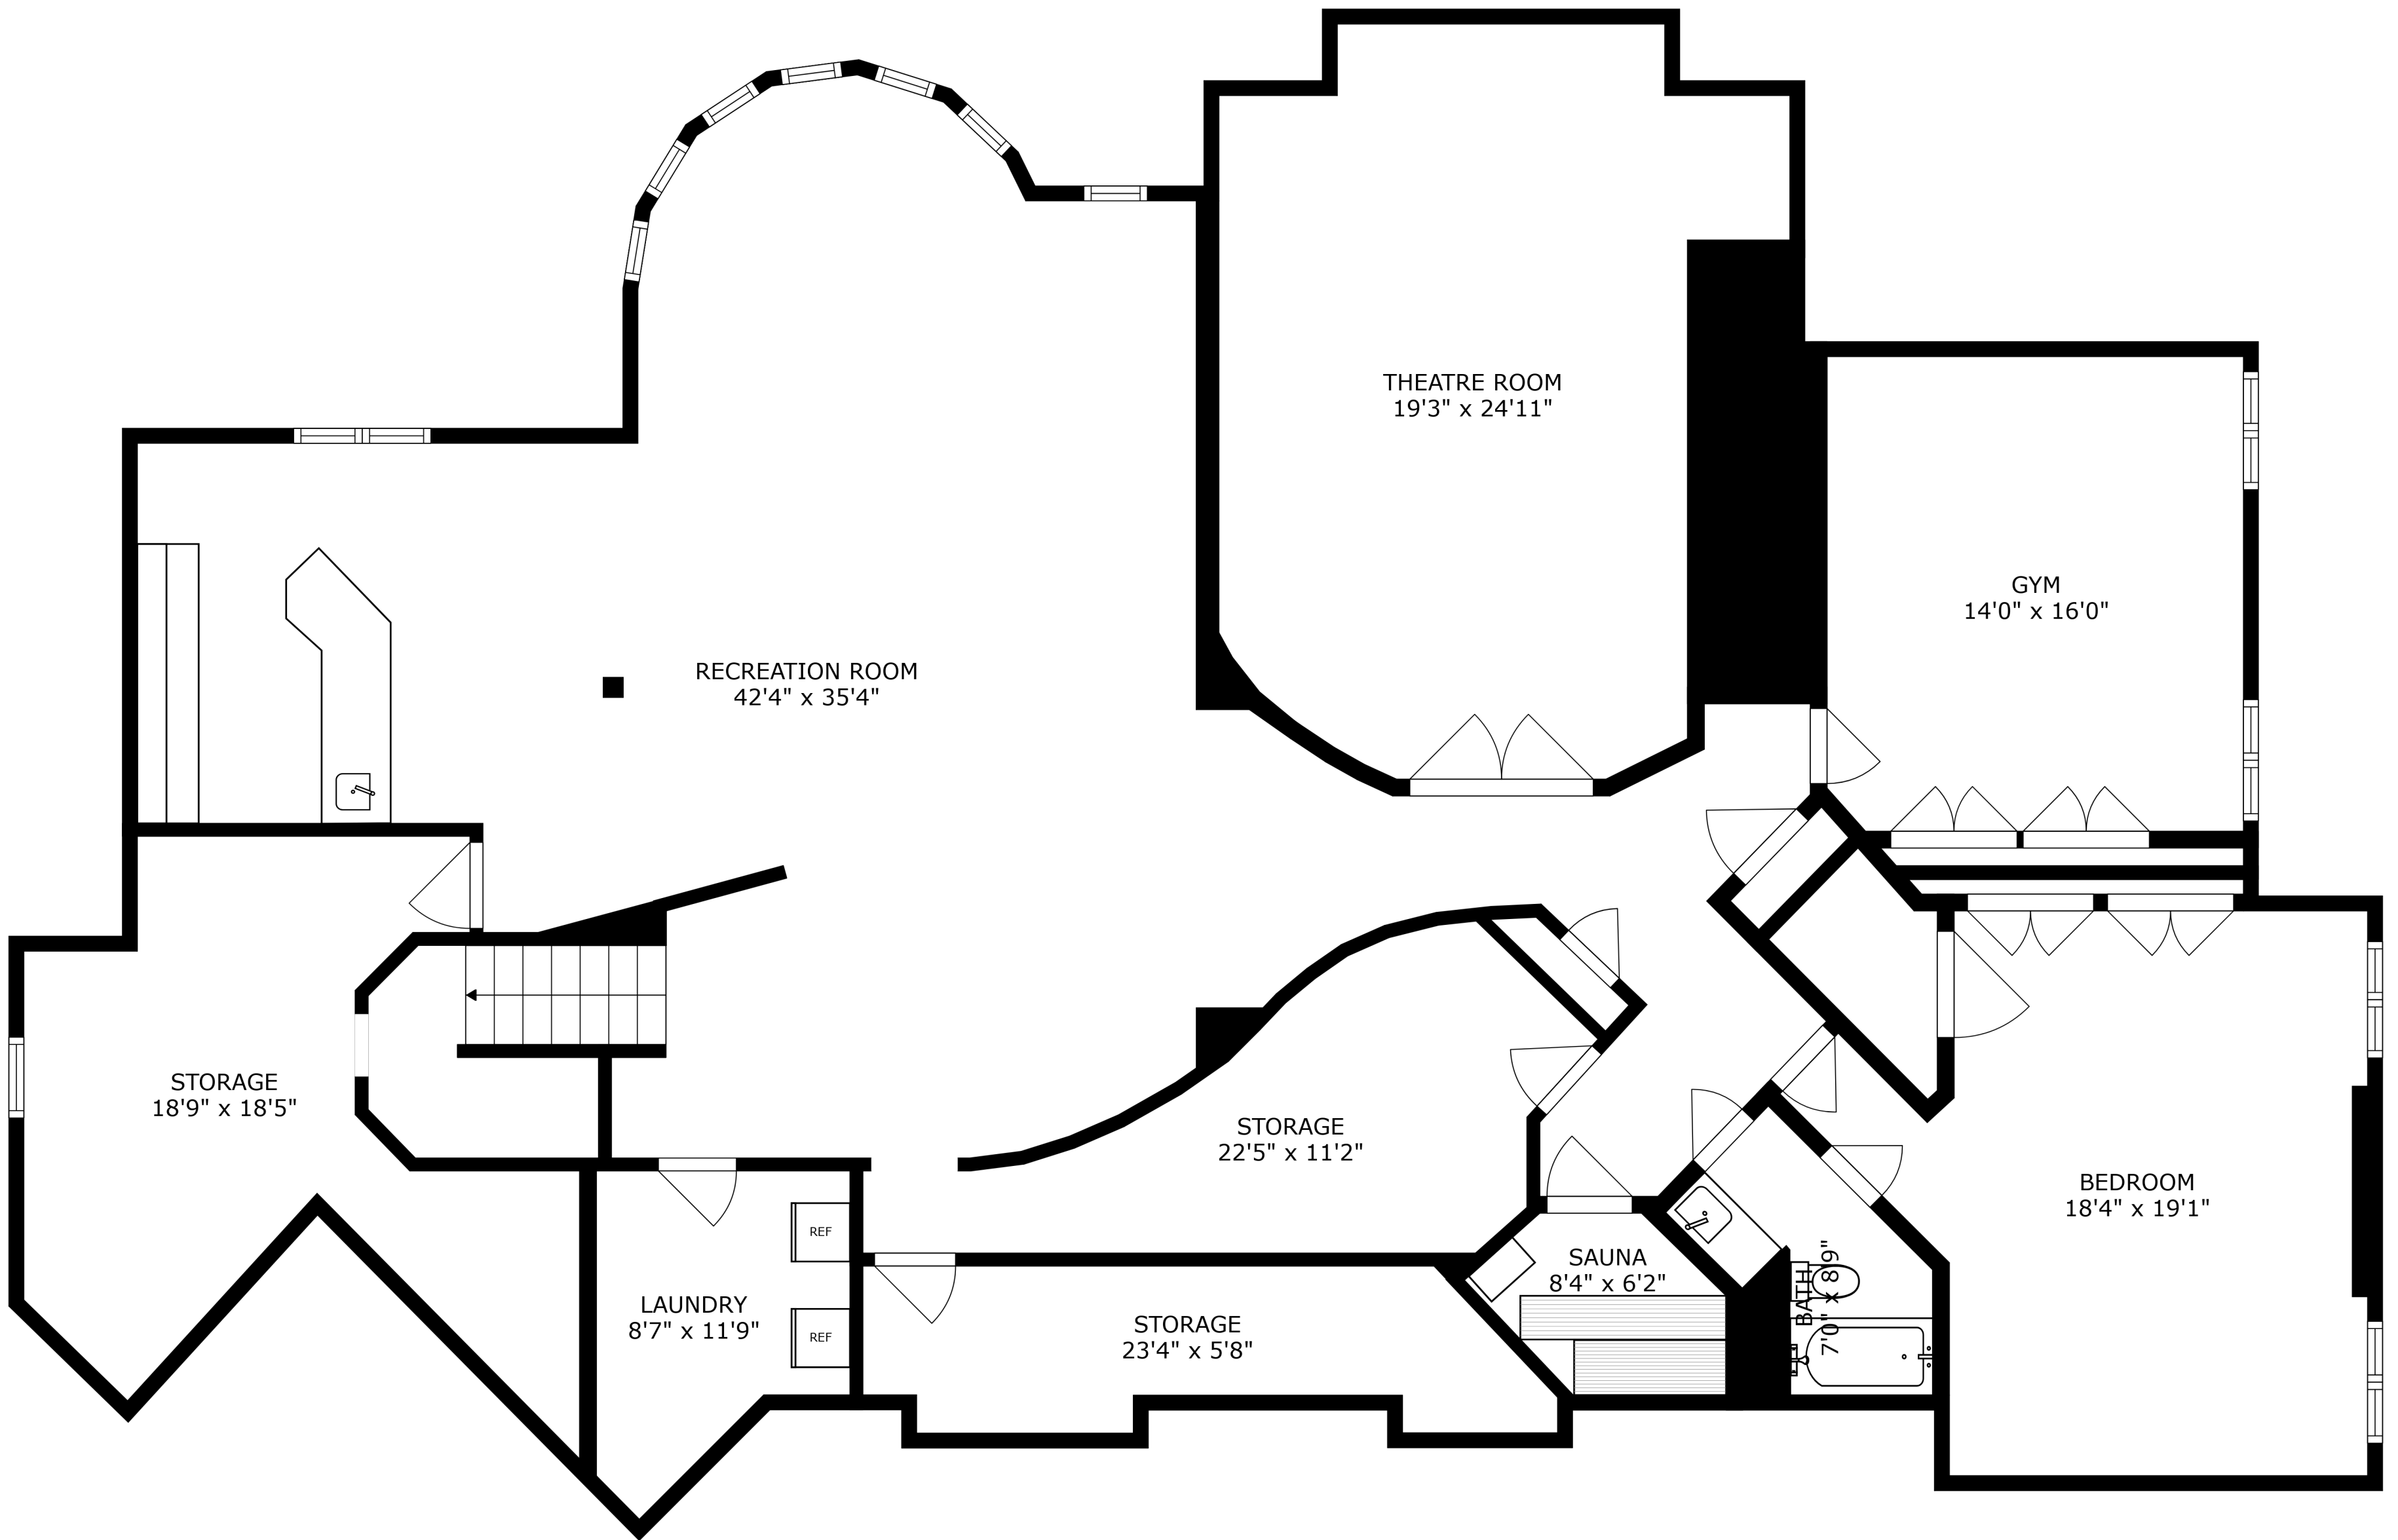 THEATRE ROOM
19'3" x 24'11"
GYM
14'0" x 16'0"
RECREATION ROOM
42'4" x 35'4"
STORAGE
18'9" x 18'5"
STORAGE
22'5" x 11'2"
BEDROOM
18'4" x 19'1"
REF
SAUNA
8'4" x 6'2"
BATH
7'0" x 8'9"
LAUNDRY
8'7" x 11'9"
REF
STORAGE
23'4" x 5'8"